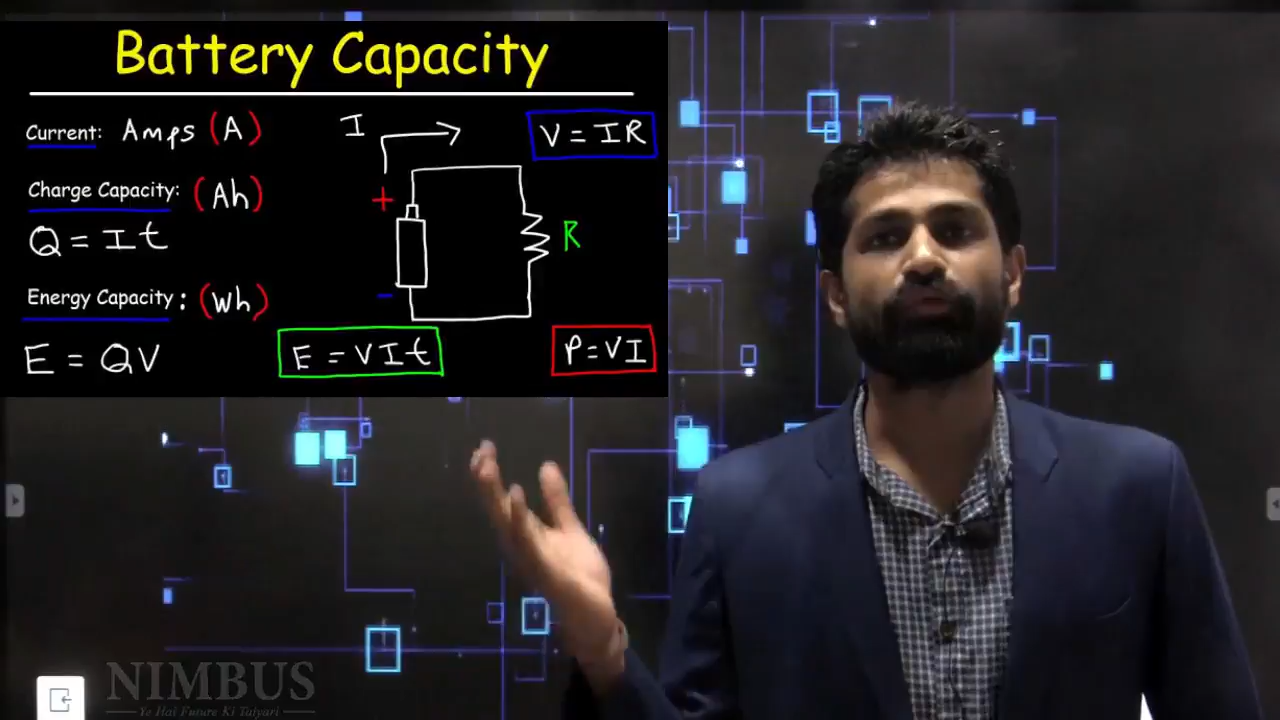 Battery Capacity
Current: Amps (A)
I
V = IR
Charge Capacity: (Ah)
+
Q = It
R
Energy Capacity: (Wh)
-
E = QV
E = VIt
P = VI
NIMBUS
Ye Hai Future Ki Taiyari